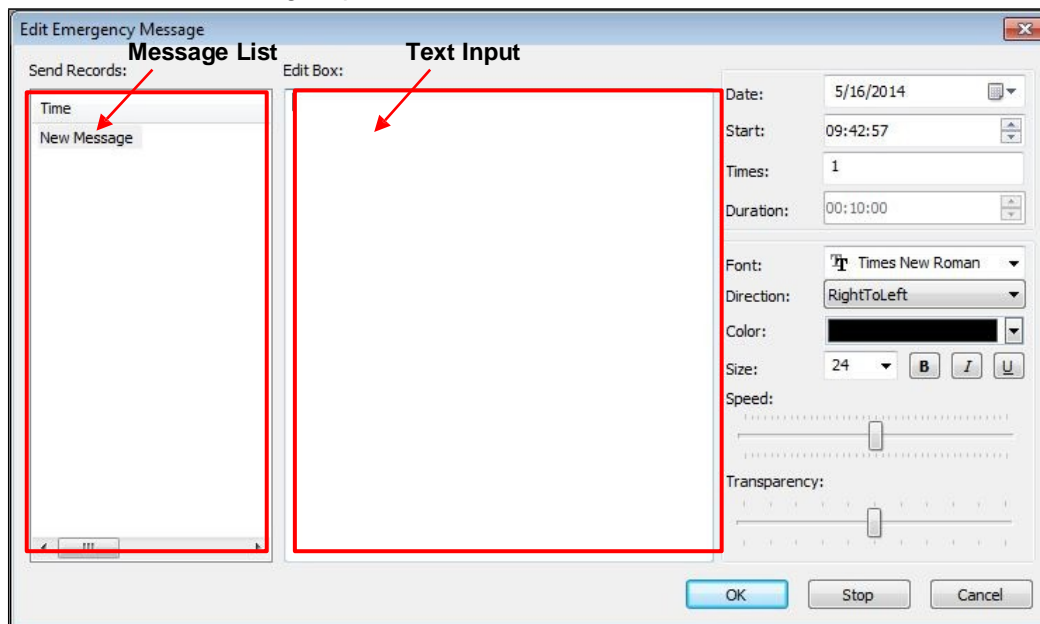 Edit Emergency Message
Message List
Text Input
Send Records:
Edit Box:
Time
New Message
Date: 5/16/2014
Start: 09:42:57
Times: 1
Duration: 00:10:00
Font: Times New Roman
Direction: RightToLeft
Color:
Size: 24 B I U
Speed:
Transparency:
OK Stop Cancel